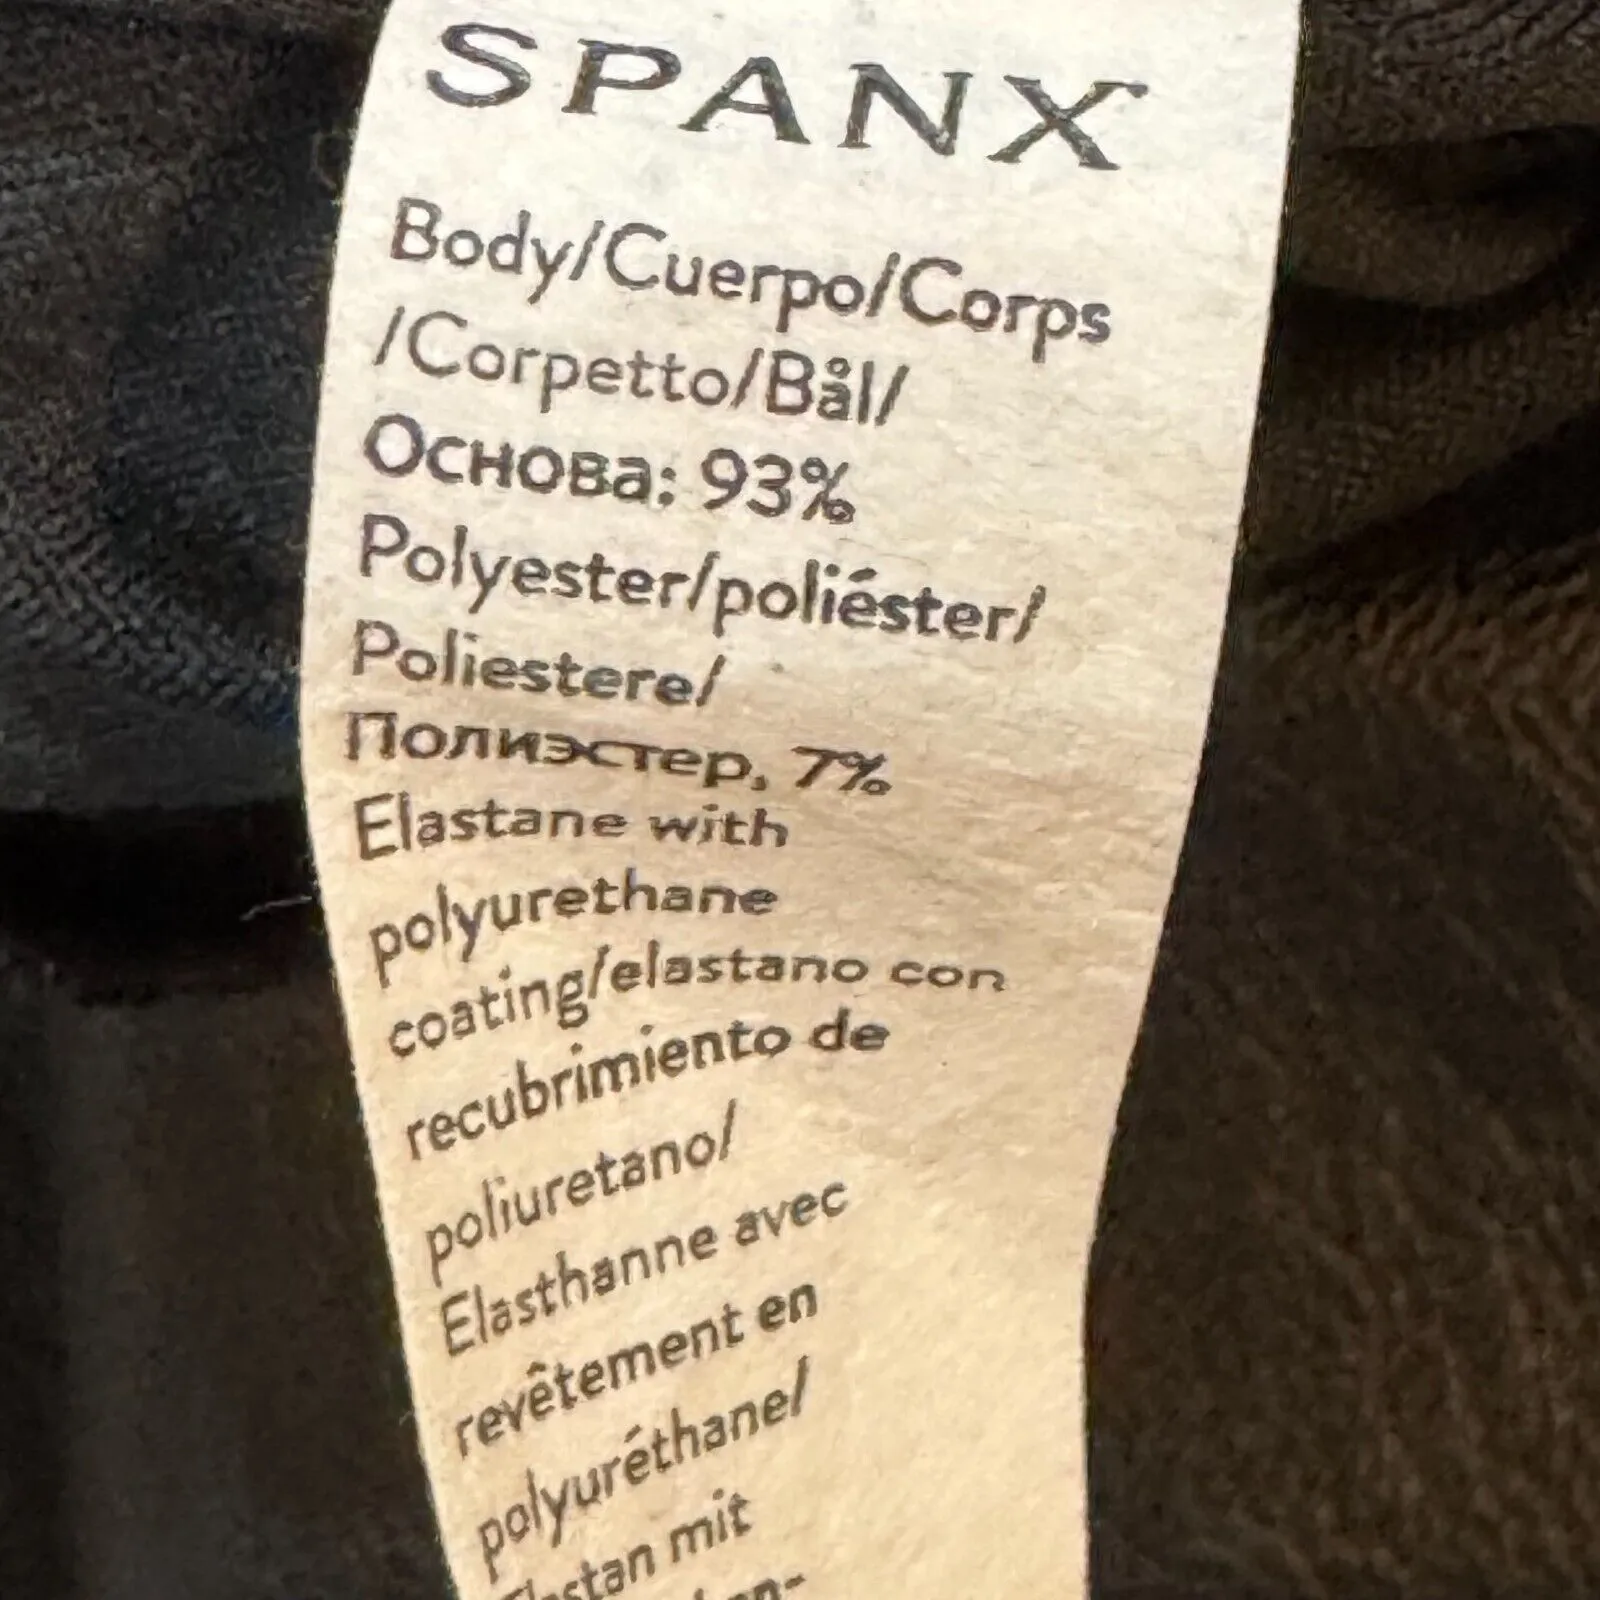 SPANX
Body/Cuerpo/Corps
/Corpetto/Bål/
Основа: 93%
Polyester/poliéster/
Poliestere/
Полиэстер, 7%
Elastane with
polyurethane
coating/elastano con
recubrimiento de
poliuretano/
Elasthanne avec
revêtement en
polyuréthane/
Elastan mit